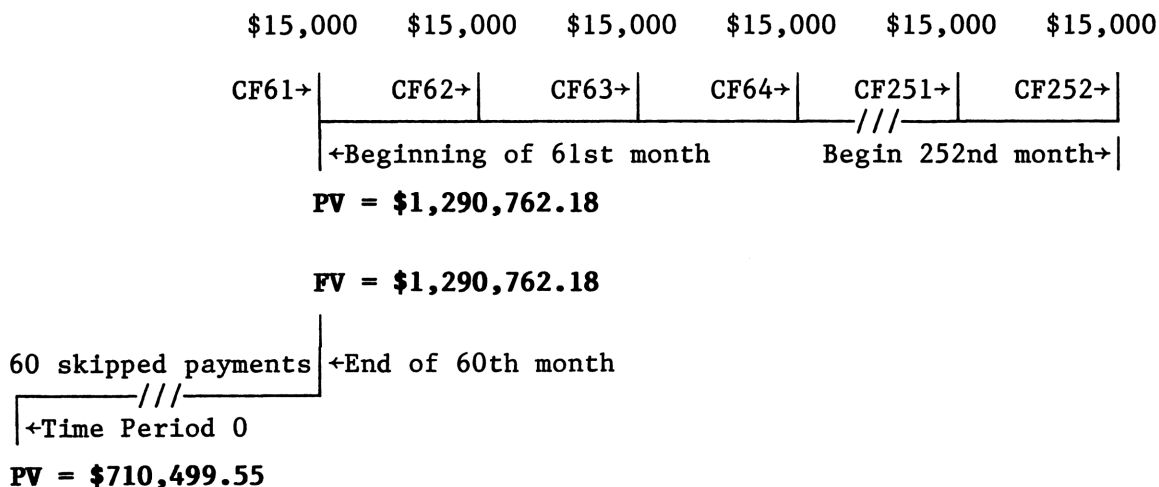 $15,000 $15,000 $15,000 $15,000 $15,000 $15,000
CF61→ CF62→ CF63→ CF64→ CF251→ CF252→
///
←Beginning of 61st month Begin 252nd month→
PV = $1,290,762.18
FV = $1,290,762.18
60 skipped payments ←End of 60th month
///
←Time Period 0
PV = $710,499.55